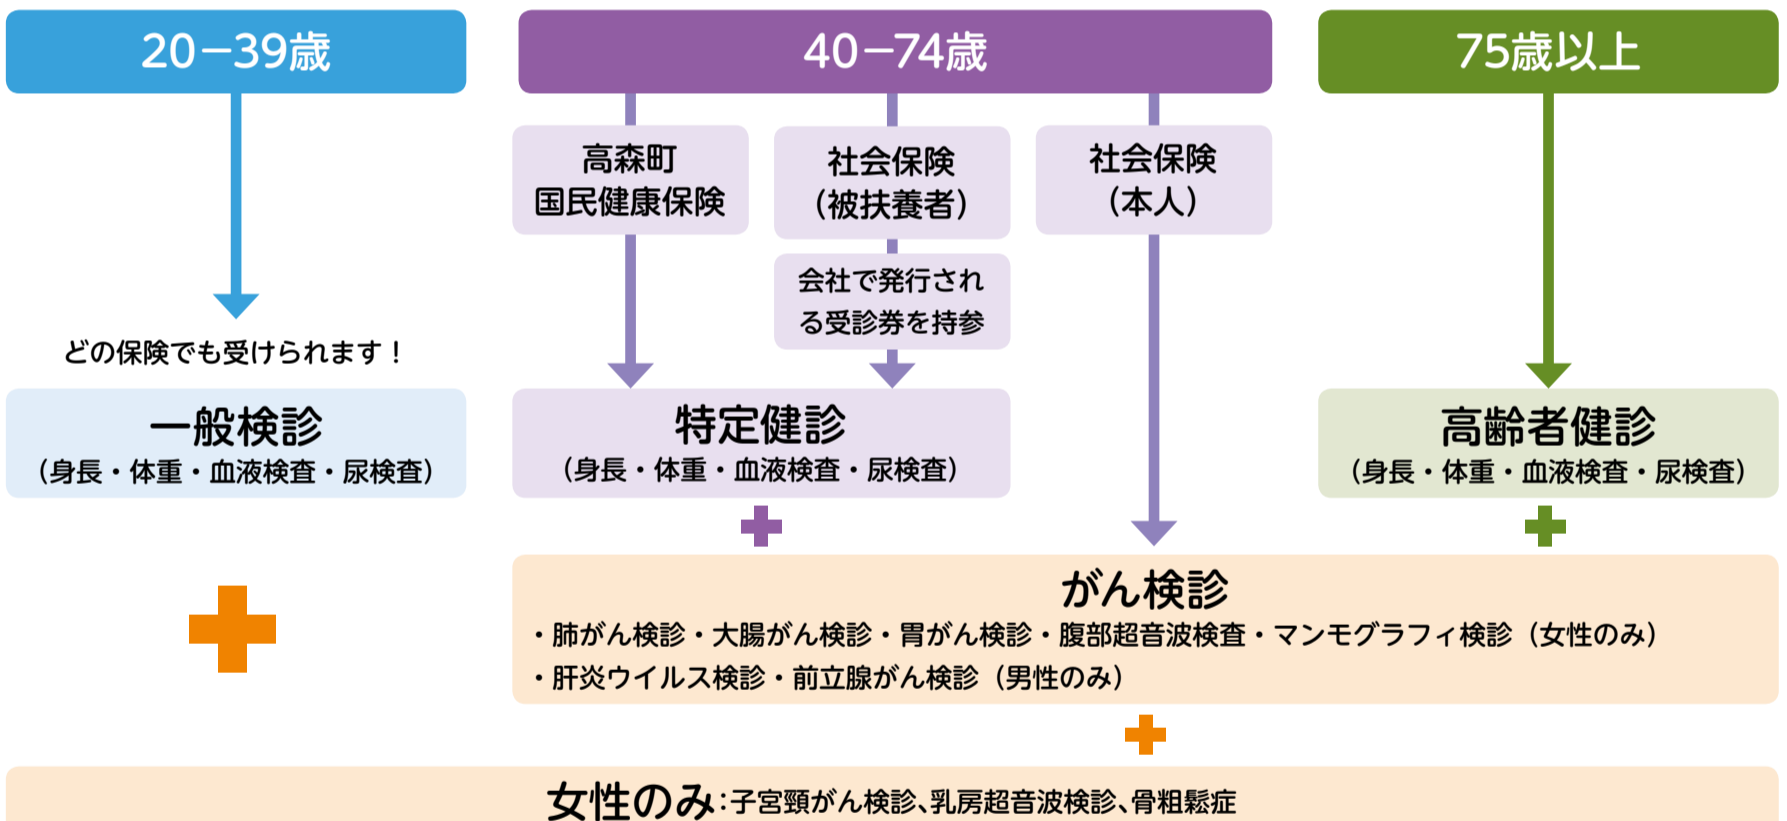 20－39歳
40－74歳
75歳以上
高森町
国民健康保険
社会保険
（被扶養者）
社会保険
（本人）
会社で発行され
る受診券を持参
どの保険でも受けられます！
一般検診
（身長・体重・血液検査・尿検査）
特定健診
（身長・体重・血液検査・尿検査）
高齢者健診
（身長・体重・血液検査・尿検査）
がん検診
・肺がん検診・大腸がん検診・胃がん検診・腹部超音波検査・マンモグラフィ検診（女性のみ）
・肝炎ウイルス検診・前立腺がん検診（男性のみ）
女性のみ：子宮頸がん検診、乳房超音波検診、骨粗鬆症